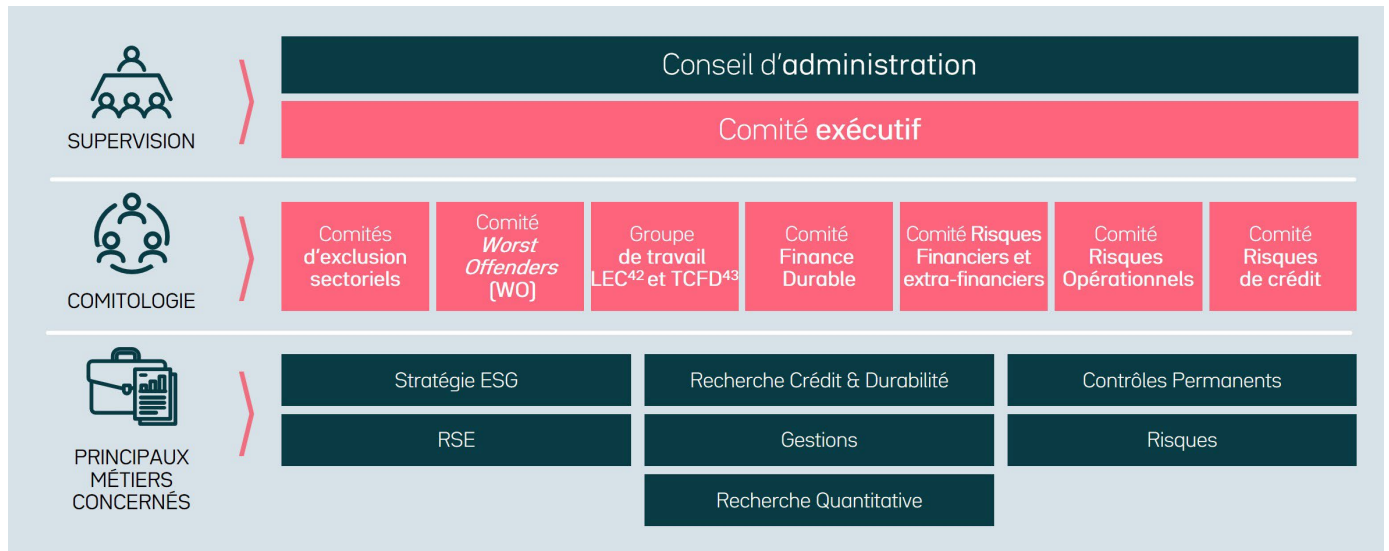 SUPERVISION
Conseil d'administration
Comité exécutif
COMITOLOGIE
Comités
d'exclusion
sectoriels
Comité
Worst
Offenders
(WO)
Groupe
de travail
LEC⁴² et TCFD⁴³
Comité
Finance
Durable
Comité Risques
Financiers et
extra-financiers
Comité
Risques
Opérationnels
Comité
Risques
de crédit
PRINCIPAUX
MÉTIERS
CONCERNÉS
Stratégie ESG
Recherche Crédit & Durabilité
Contrôles Permanents
RSE
Gestions
Risques
Recherche Quantitative